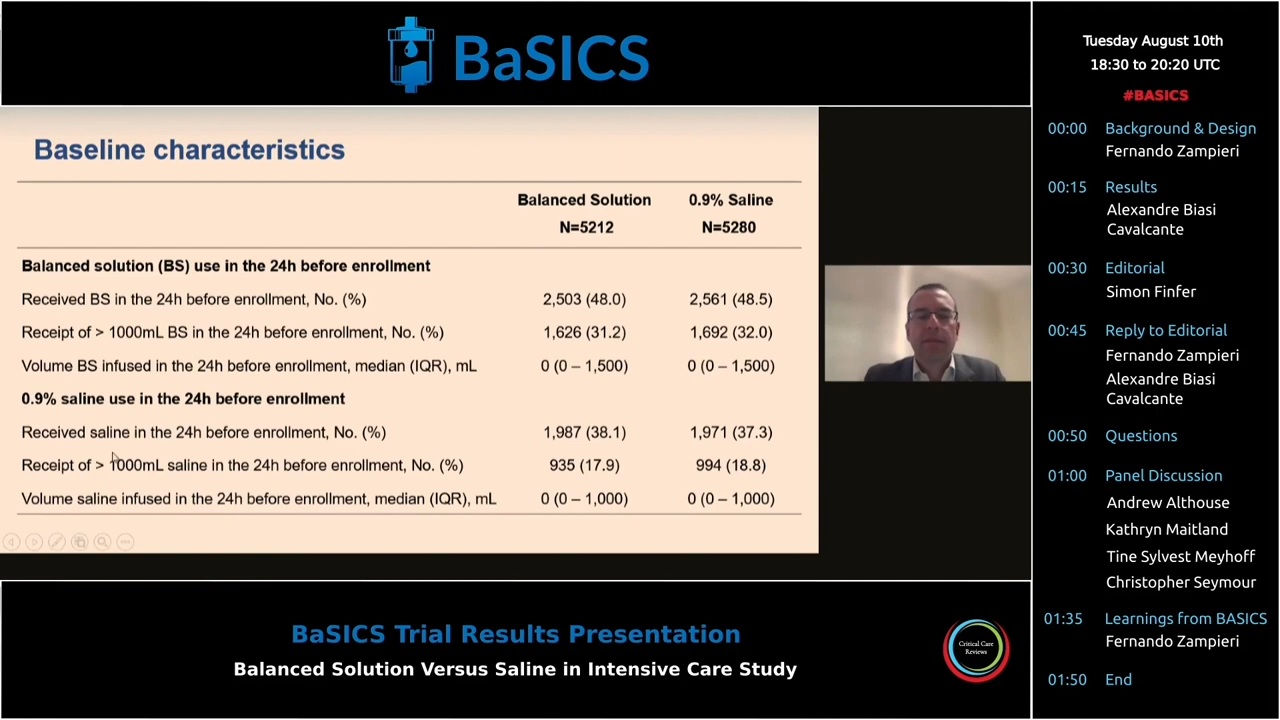 BaSICS
Baseline characteristics
Balanced Solution 0.9% Saline
N=5212 N=5280
Balanced solution (BS) use in the 24h before enrollment
Received BS in the 24h before enrollment, No. (%) 2,503 (48.0) 2,561 (48.5)
Receipt of > 1000mL BS in the 24h before enrollment, No. (%) 1,626 (31.2) 1,692 (32.0)
Volume BS infused in the 24h before enrollment, median (IQR), mL 0 (0 – 1,500) 0 (0 – 1,500)
0.9% saline use in the 24h before enrollment
Received saline in the 24h before enrollment, No. (%) 1,987 (38.1) 1,971 (37.3)
Receipt of > 1000mL saline in the 24h before enrollment, No. (%) 935 (17.9) 994 (18.8)
Volume saline infused in the 24h before enrollment, median (IQR), mL 0 (0 – 1,000) 0 (0 – 1,000)
BaSICS Trial Results Presentation
Balanced Solution Versus Saline in Intensive Care Study
Critical Care
Reviews
Tuesday August 10th
18:30 to 20:20 UTC
#BASICS
00:00 Background & Design
Fernando Zampieri
00:15 Results
Alexandre Biasi
Cavalcante
00:30 Editorial
Simon Finfer
00:45 Reply to Editorial
Fernando Zampieri
Alexandre Biasi
Cavalcante
00:50 Questions
01:00 Panel Discussion
Andrew Althouse
Kathryn Maitland
Tine Sylvest Meyhoff
Christopher Seymour
01:35 Learnings from BASICS
Fernando Zampieri
01:50 End